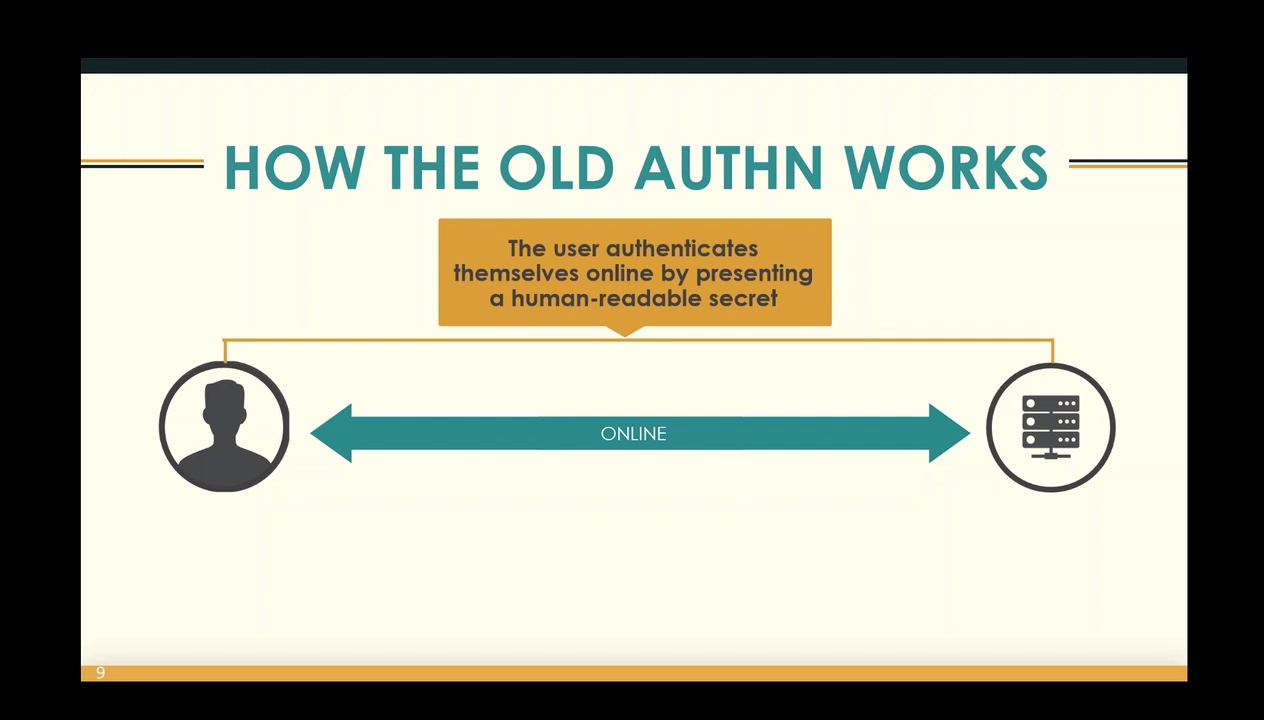 HOW THE OLD AUTHN WORKS
The user authenticates
themselves online by presenting
a human-readable secret
ONLINE
9